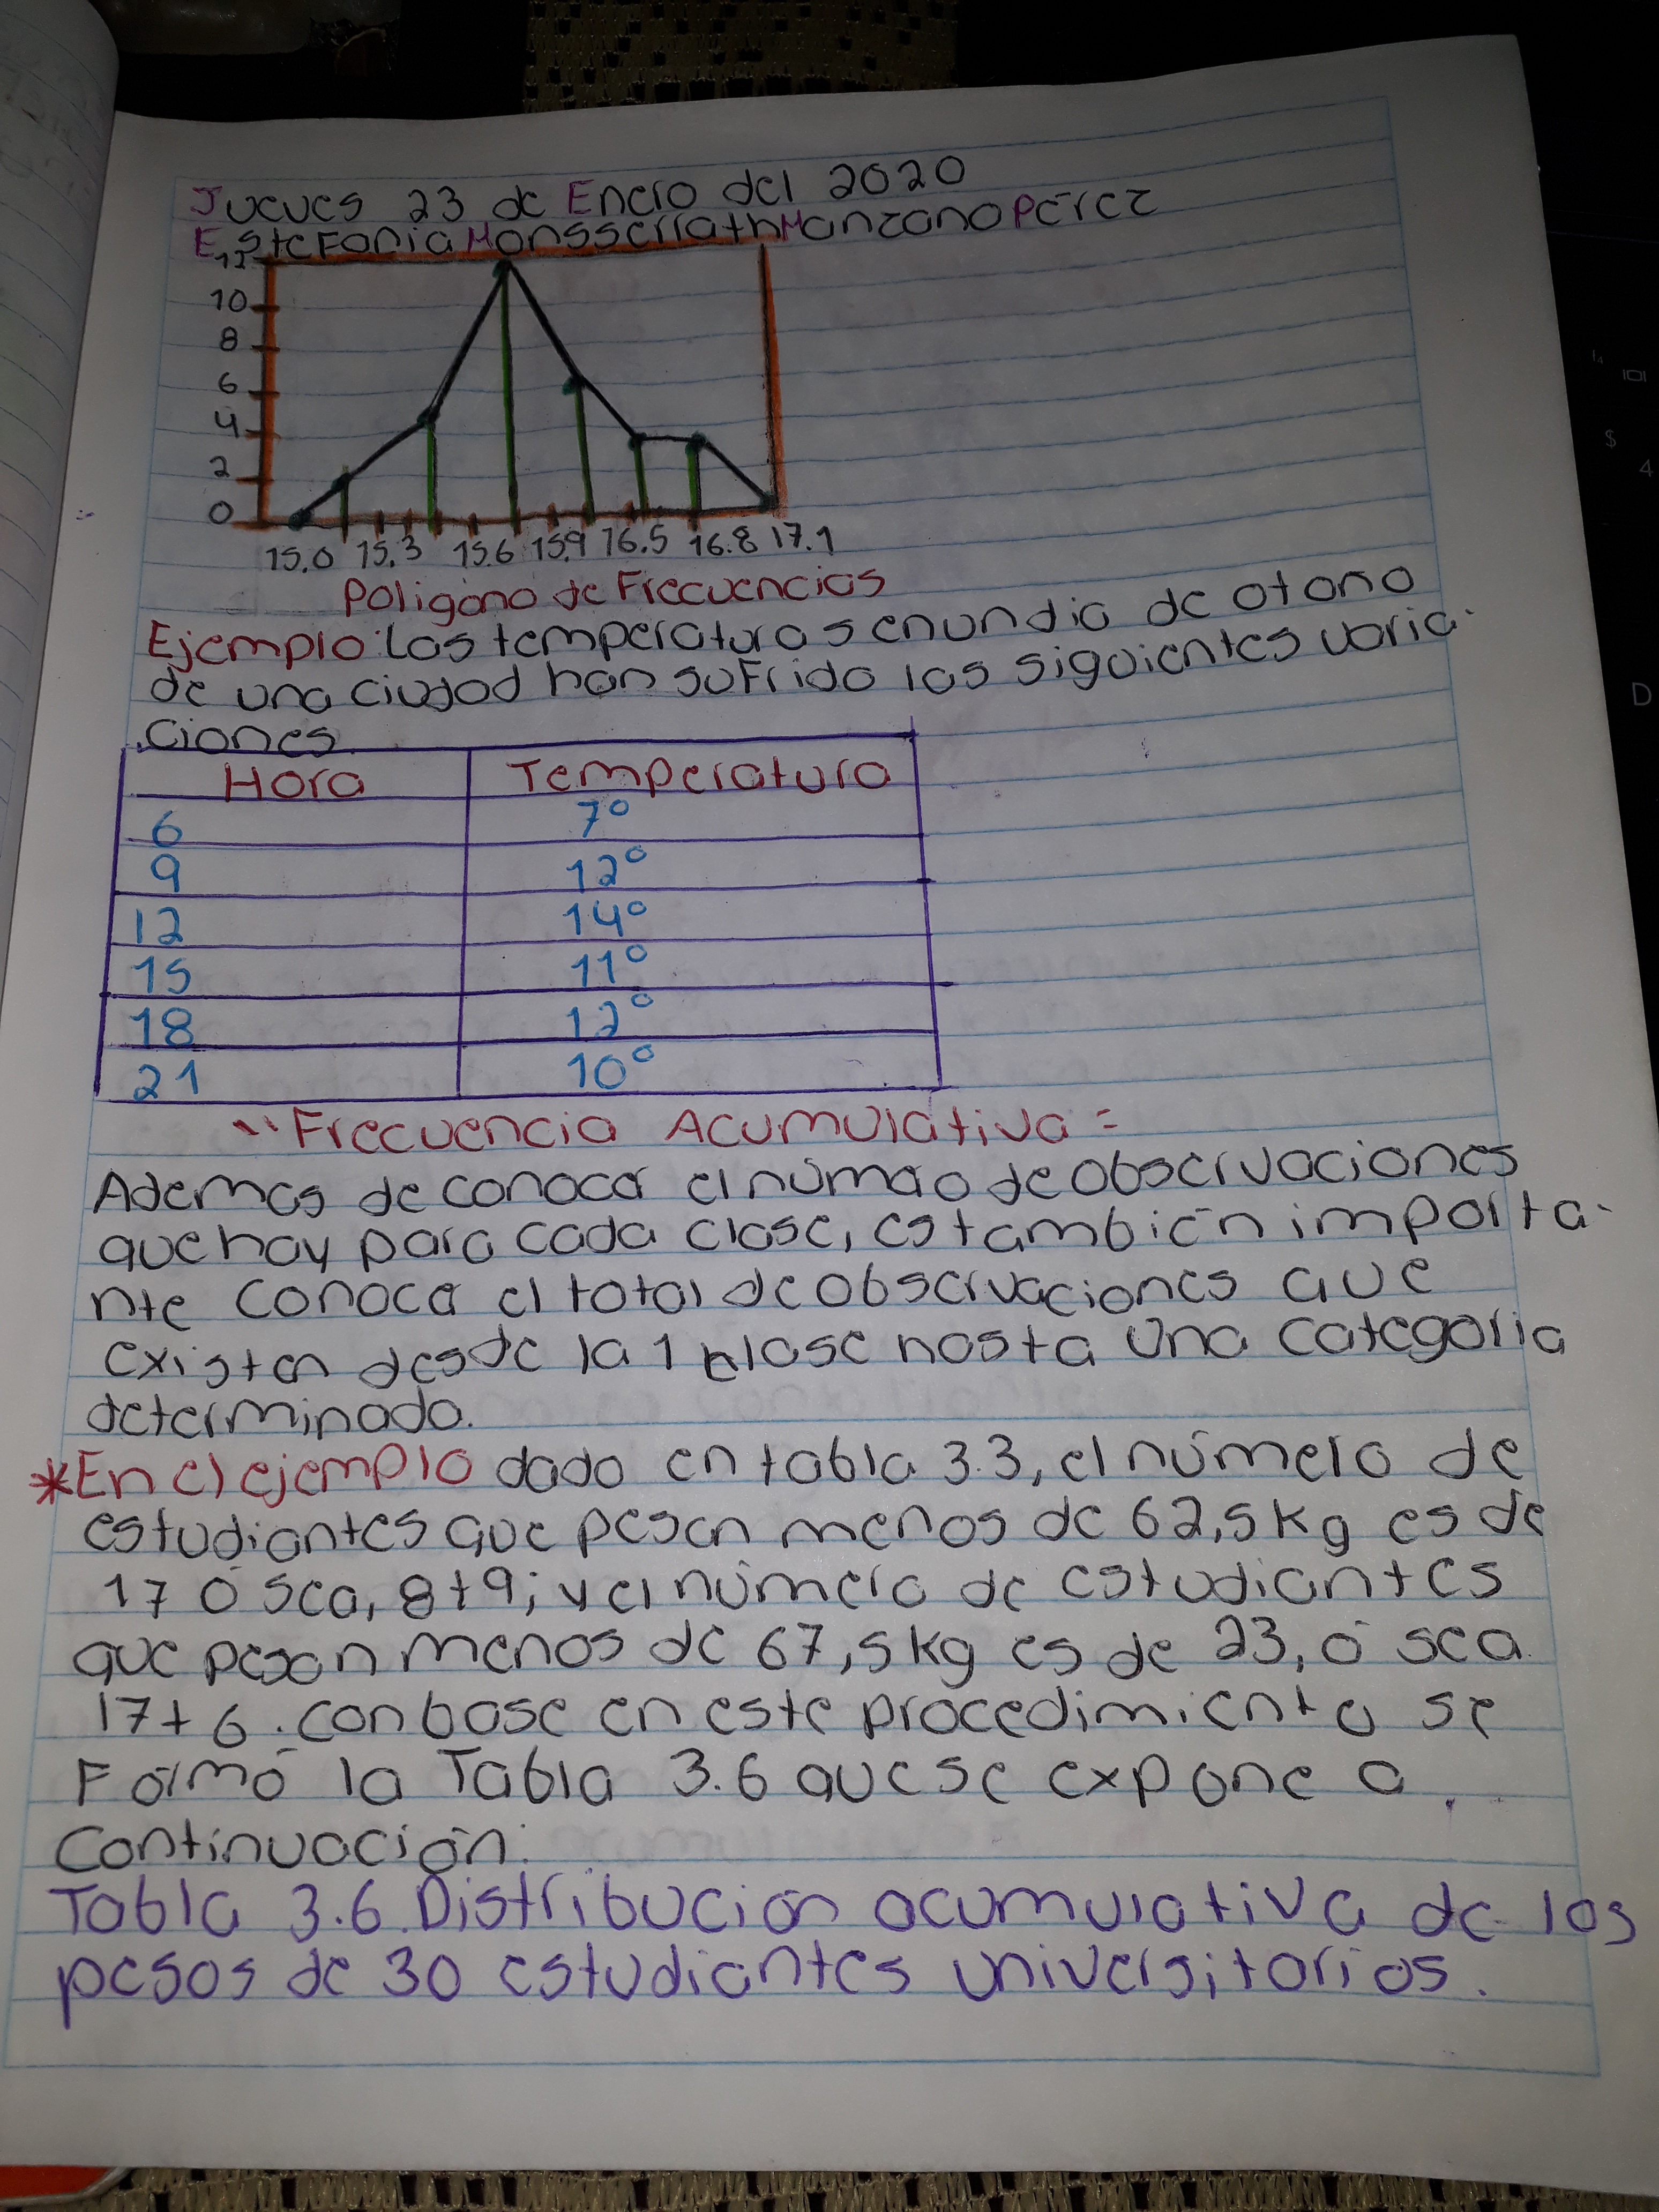 Jueves 23 de Enero del 2020
Estefania Monsserrath Manzano Pérez
12
10
8
6
4
2
0
15.0 15.3 15.6 15.9 16.5 16.8 17.1
Poligono de Frecuencias
Ejemplo: Las temperaturas en un dia de otoño
de una ciudad han sufrido las siguientes varia-
ciones.
Hora Temperatura
6 7°
9 12°
12 14°
15 11°
18 12°
21 10°
"Frecuencia Acumulativa"
Ademas de conocer el número de observaciones
que hay para cada clase, es también importa-
nte conocer el total de observaciones que
existen desde la 1 clase hasta una categoria
determinada.
*En el ejemplo dado en tabla 3.3, el número de
estudiantes que pesan menos de 62,5 kg es de
17 ó sea, 8+9; y el número de estudiantes
que pesan menos de 67,5 kg es de 23, ó sea
17+6. con base en este procedimiento se
Formó la Tabla 3.6 que se expone a
continuación:
Tabla 3.6. Distribución acumulativa de los
pesos de 30 estudiantes universitarios.